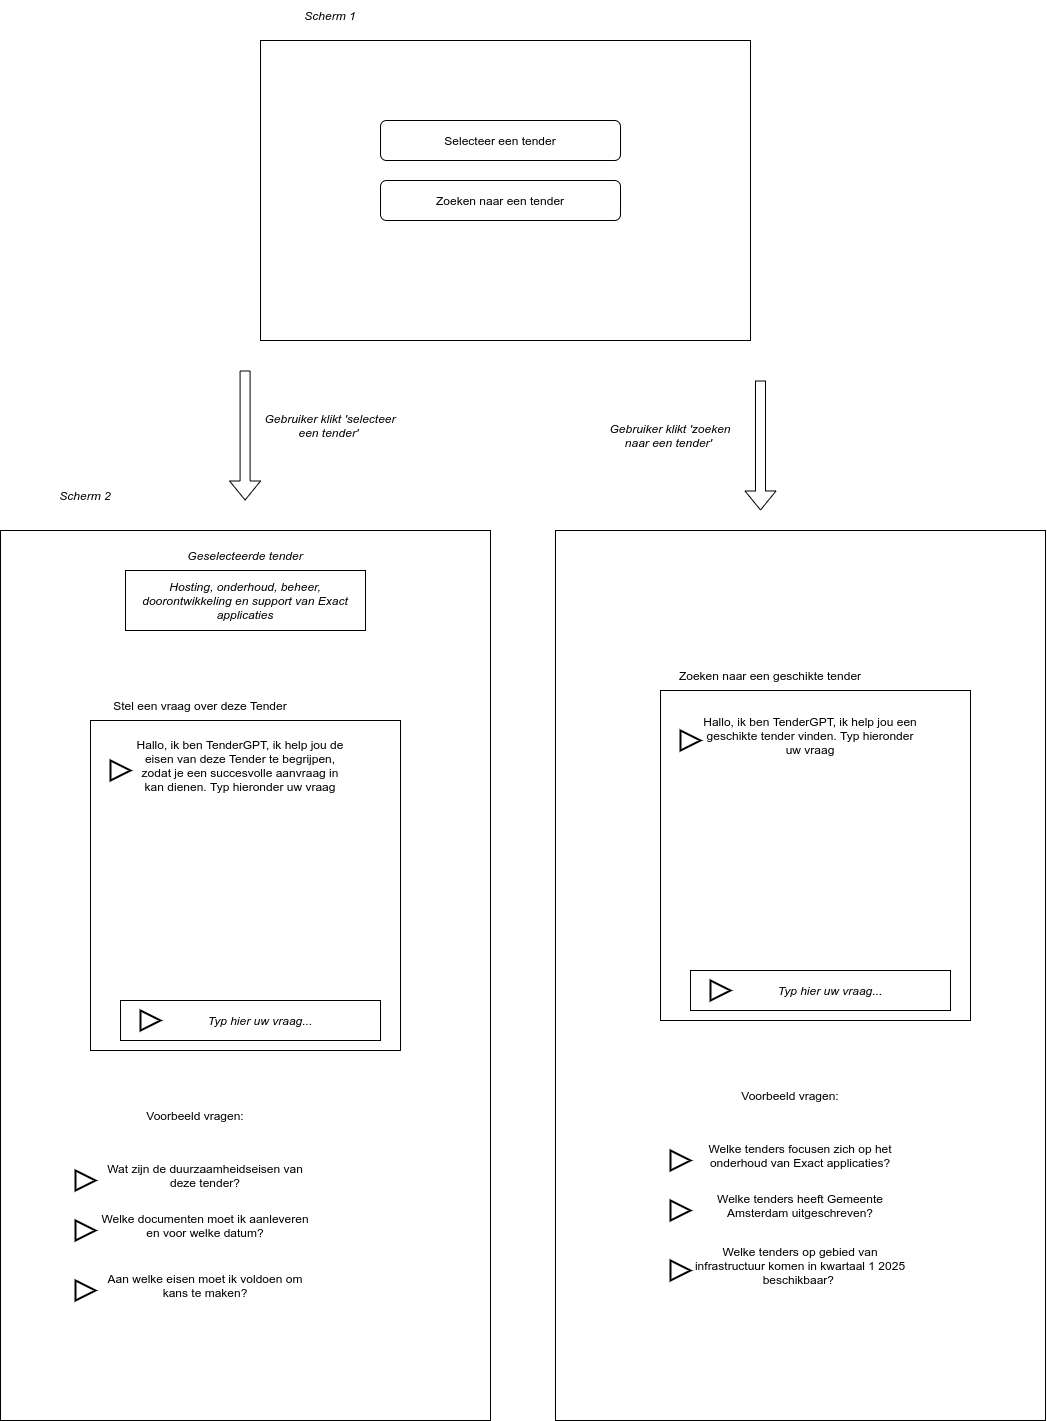 Scherm 1
Selecteer een tender
Zoeken naar een tender
Gebruiker klikt 'selecteer
een tender'
Gebruiker klikt 'zoeken
naar een tender'
Scherm 2
Geselecteerde tender
Hosting, onderhoud, beheer,
doorontwikkeling en support van Exact
applicaties
Stel een vraag over deze Tender
Hallo, ik ben TenderGPT, ik help jou de
eisen van deze Tender te begrijpen,
zodat je een succesvolle aanvraag in
kan dienen. Typ hieronder uw vraag
Typ hier uw vraag...
Voorbeeld vragen:
Wat zijn de duurzaamheidseisen van
deze tender?
Welke documenten moet ik aanleveren
en voor welke datum?
Aan welke eisen moet ik voldoen om
kans te maken?
Zoeken naar een geschikte tender
Hallo, ik ben TenderGPT, ik help jou een
geschikte tender vinden. Typ hieronder
uw vraag
Typ hier uw vraag...
Voorbeeld vragen:
Welke tenders focusen zich op het
onderhoud van Exact applicaties?
Welke tenders heeft Gemeente
Amsterdam uitgeschreven?
Welke tenders op gebied van
infrastructuur komen in kwartaal 1 2025
beschikbaar?